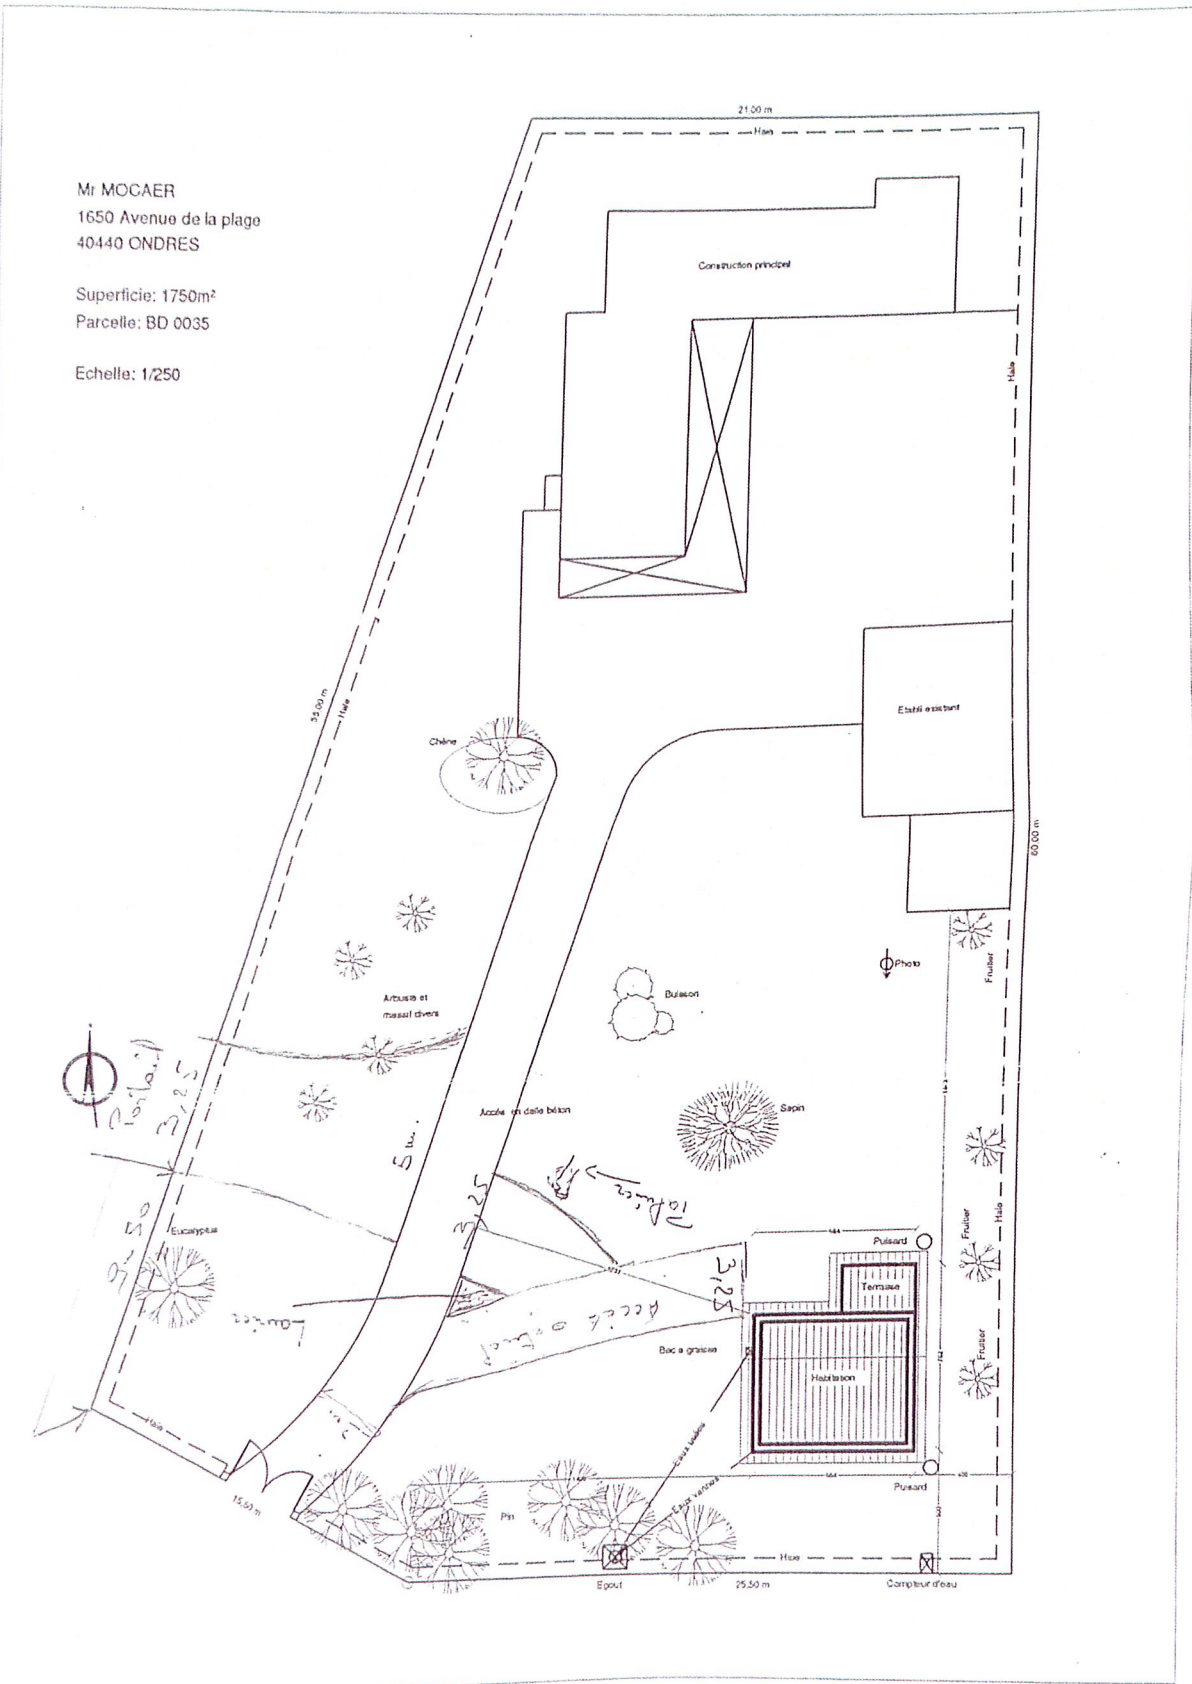 21.00 m
Haie
Mr MOCAER
1650 Avenue de la plage
40440 ONDRES
Superficie: 1750m²
Parcelle: BD 0035
Echelle: 1/250
Construction principal
Haie
55.00 m
Haie
Etabli existant
Chêne
60.00 m
Photo
Fruitier
Arbuste et
massif divers
Buisson
3,25
Accès en dalle béton
Sapin
5 m.
3,25
Palmier
Haie
9,50
Eucalyptus
Fruitier
Puisard
3,25
Terrasse
Laurier
Accès
Bac a graisse
Fruitier
Habitation
Haie
Eaux usées
Eaux vannes
15,50 m
Pin
Puisard
Haie
Egout
25,50 m
Compteur d'eau